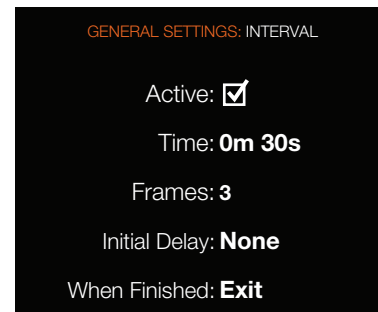 GENERAL SETTINGS: INTERVAL
Active:
Time: 0m 30s
Frames: 3
Initial Delay: None
When Finished: Exit